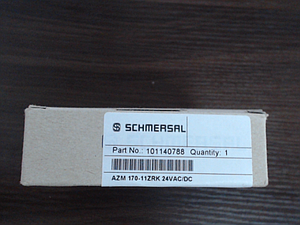 SCHMERSAL
Part No.: 101140788 Quantity: 1
AZM 170-11ZRK 24VAC/DC